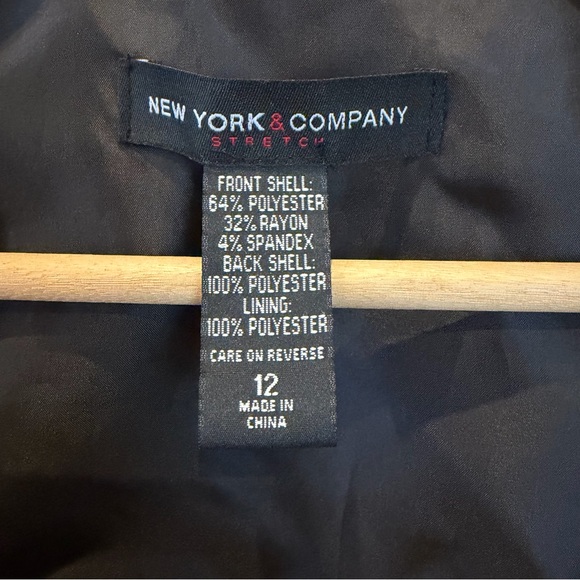 NEW YORK & COMPANY
STRETCH
FRONT SHELL:
64% POLYESTER
32% RAYON
4% SPANDEX
BACK SHELL:
100% POLYESTER
LINING:
100% POLYESTER
CARE ON REVERSE
12
MADE IN
CHINA